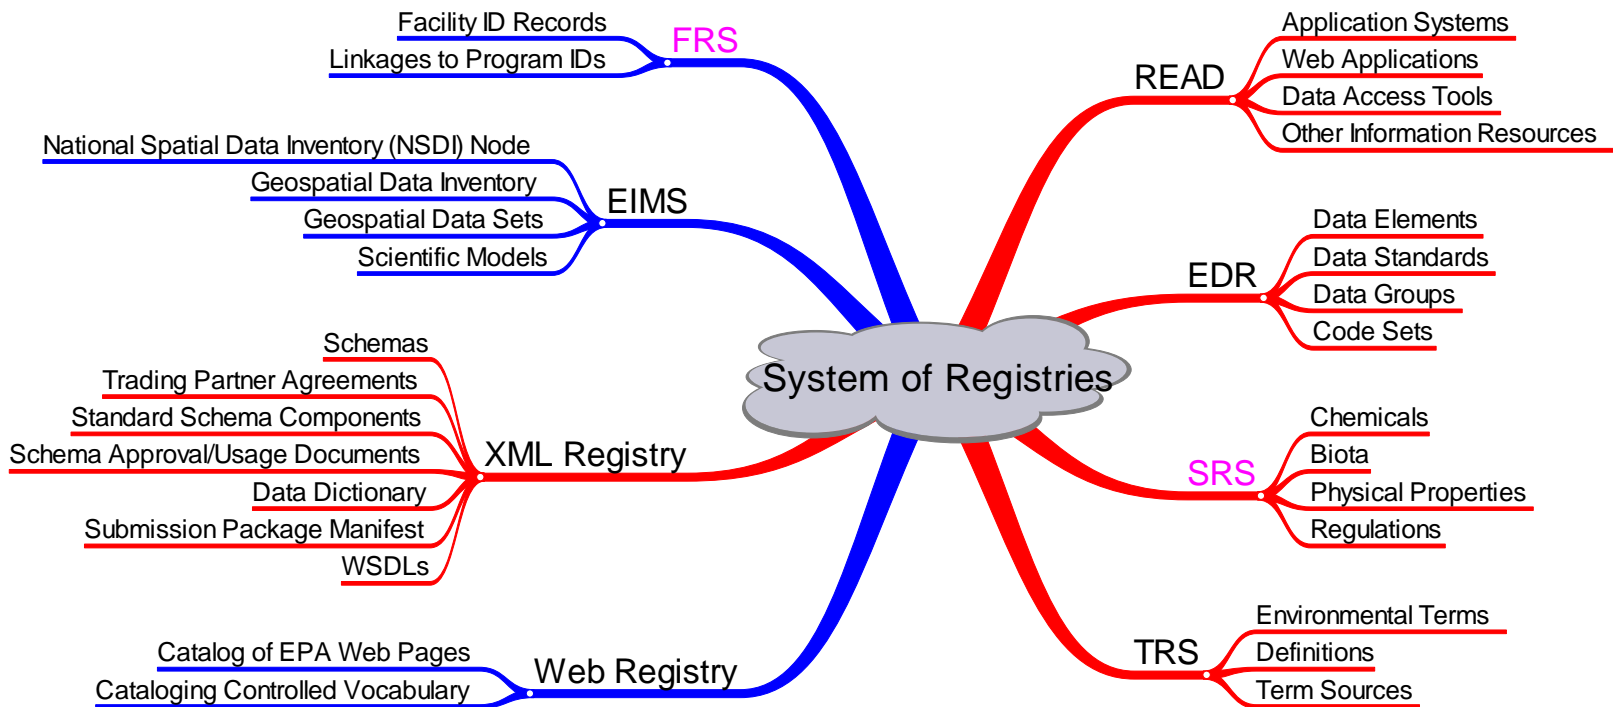 Facility ID Records
Linkages to Program IDs
FRS
National Spatial Data Inventory (NSDI) Node
Geospatial Data Inventory
Geospatial Data Sets
Scientific Models
EIMS
Schemas
Trading Partner Agreements
Standard Schema Components
Schema Approval/Usage Documents
Data Dictionary
Submission Package Manifest
WSDLs
XML Registry
Catalog of EPA Web Pages
Cataloging Controlled Vocabulary
Web Registry
System of Registries
READ
Application Systems
Web Applications
Data Access Tools
Other Information Resources
EDR
Data Elements
Data Standards
Data Groups
Code Sets
SRS
Chemicals
Biota
Physical Properties
Regulations
TRS
Environmental Terms
Definitions
Term Sources